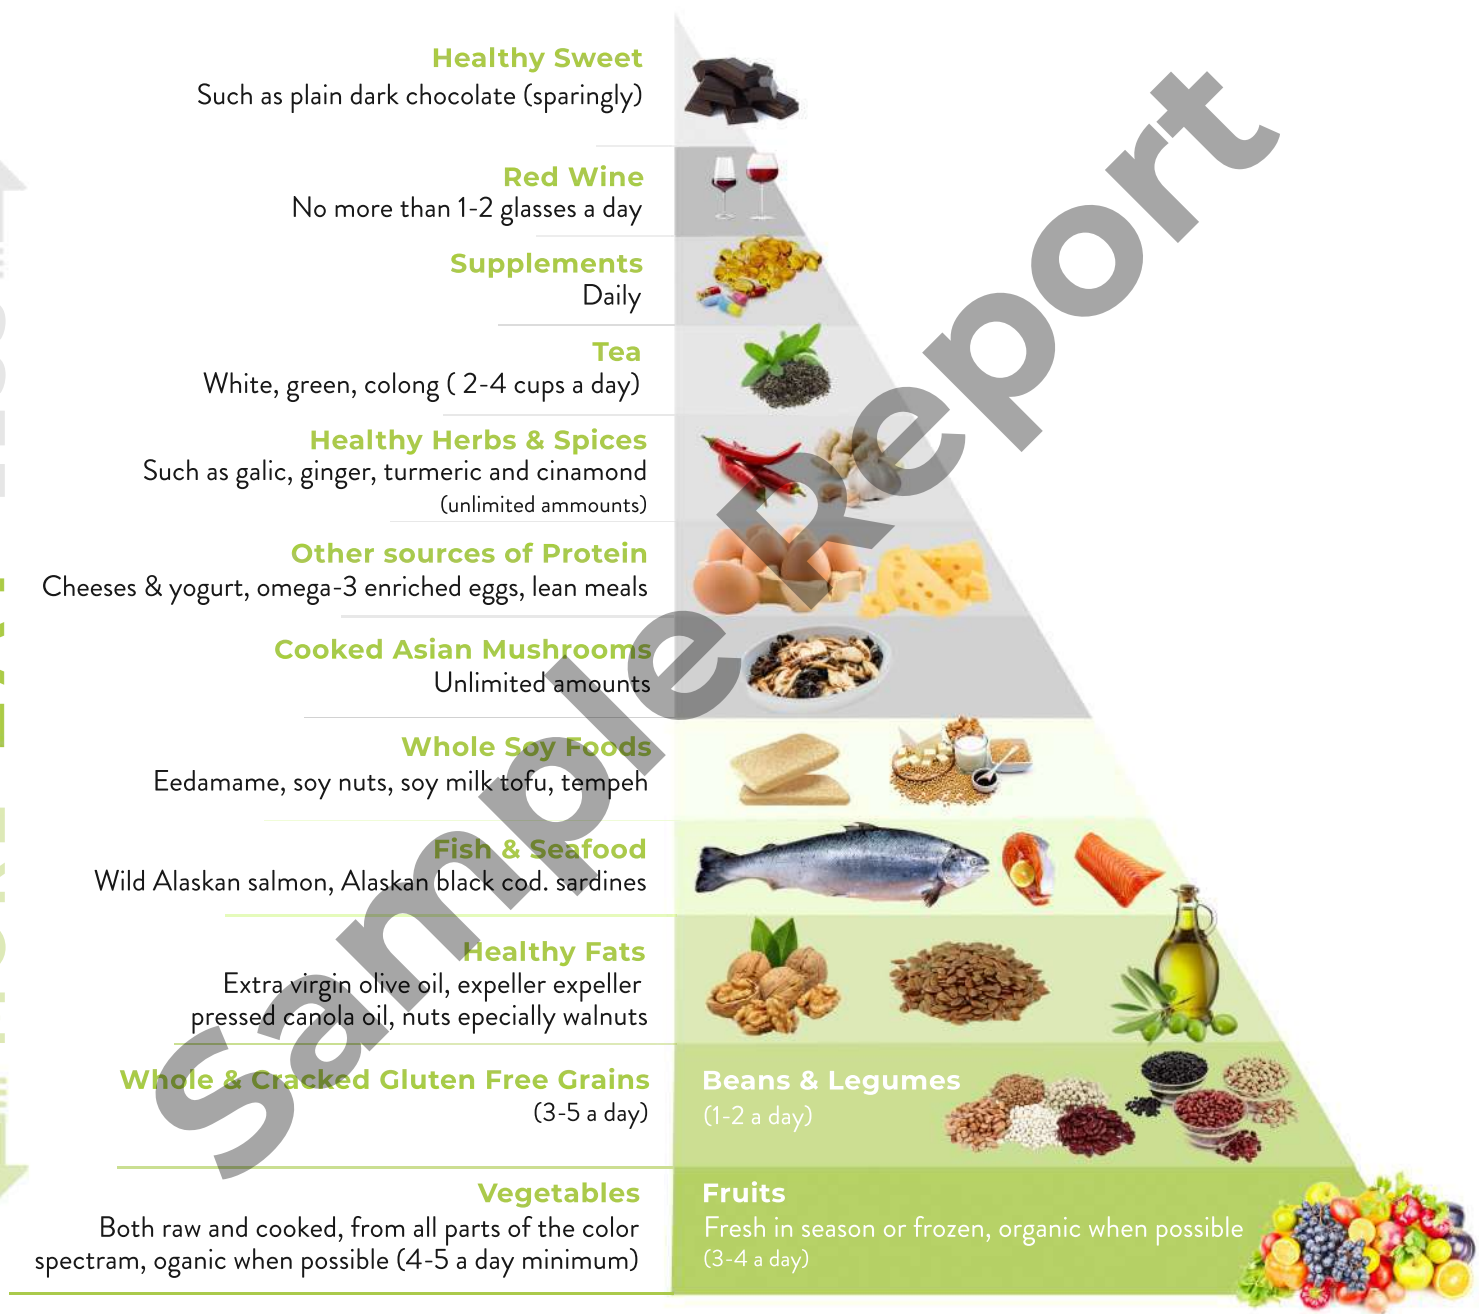 Healthy Sweet
Such as plain dark chocolate (sparingly)
Red Wine
No more than 1-2 glasses a day
Supplements
Daily
Tea
White, green, colong ( 2-4 cups a day)
Healthy Herbs & Spices
Such as galic, ginger, turmeric and cinamond
(unlimited ammounts)
Other sources of Protein
Cheeses & yogurt, omega-3 enriched eggs, lean meals
Cooked Asian Mushrooms
Unlimited amounts
Whole Soy Foods
Eedamame, soy nuts, soy milk tofu, tempeh
Fish & Seafood
Wild Alaskan salmon, Alaskan black cod. sardines
Healthy Fats
Extra virgin olive oil, expeller expeller
pressed canola oil, nuts epecially walnuts
Whole & Cracked Gluten Free Grains
(3-5 a day)
Beans & Legumes
(1-2 a day)
Vegetables
Both raw and cooked, from all parts of the color
spectram, oganic when possible (4-5 a day minimum)
Fruits
Fresh in season or frozen, organic when possible
(3-4 a day)
Sample Report